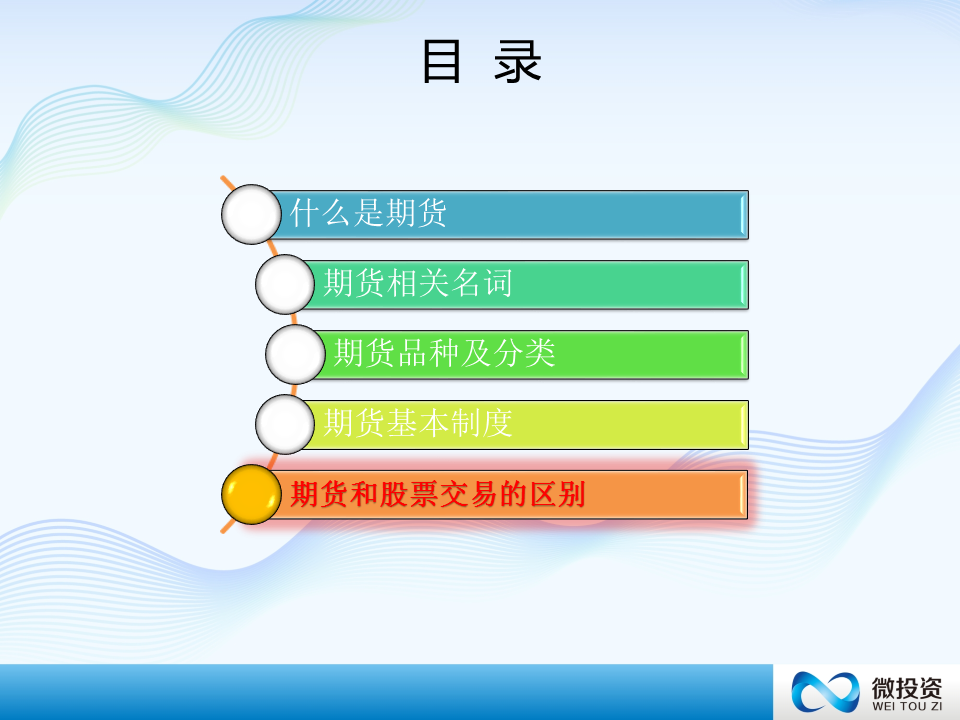 目 录
什么是期货
期货相关名词
期货品种及分类
期货基本制度
期货和股票交易的区别
微投资
WEI TOU ZI